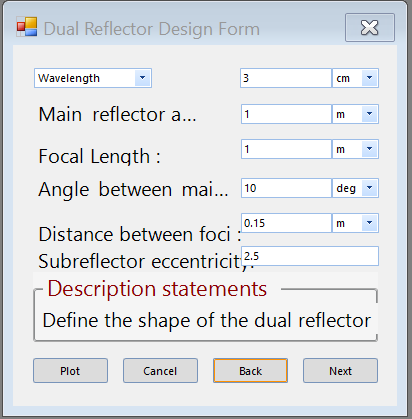 Dual Reflector Design Form
Wavelength 3 cm
Main reflector a... 1 m
Focal Length : 1 m
Angle between mai... 10 deg
Distance between foci : 0.15 m
Subreflector eccentricity: 2.5
Description statements
Define the shape of the dual reflector
Plot Cancel Back Next